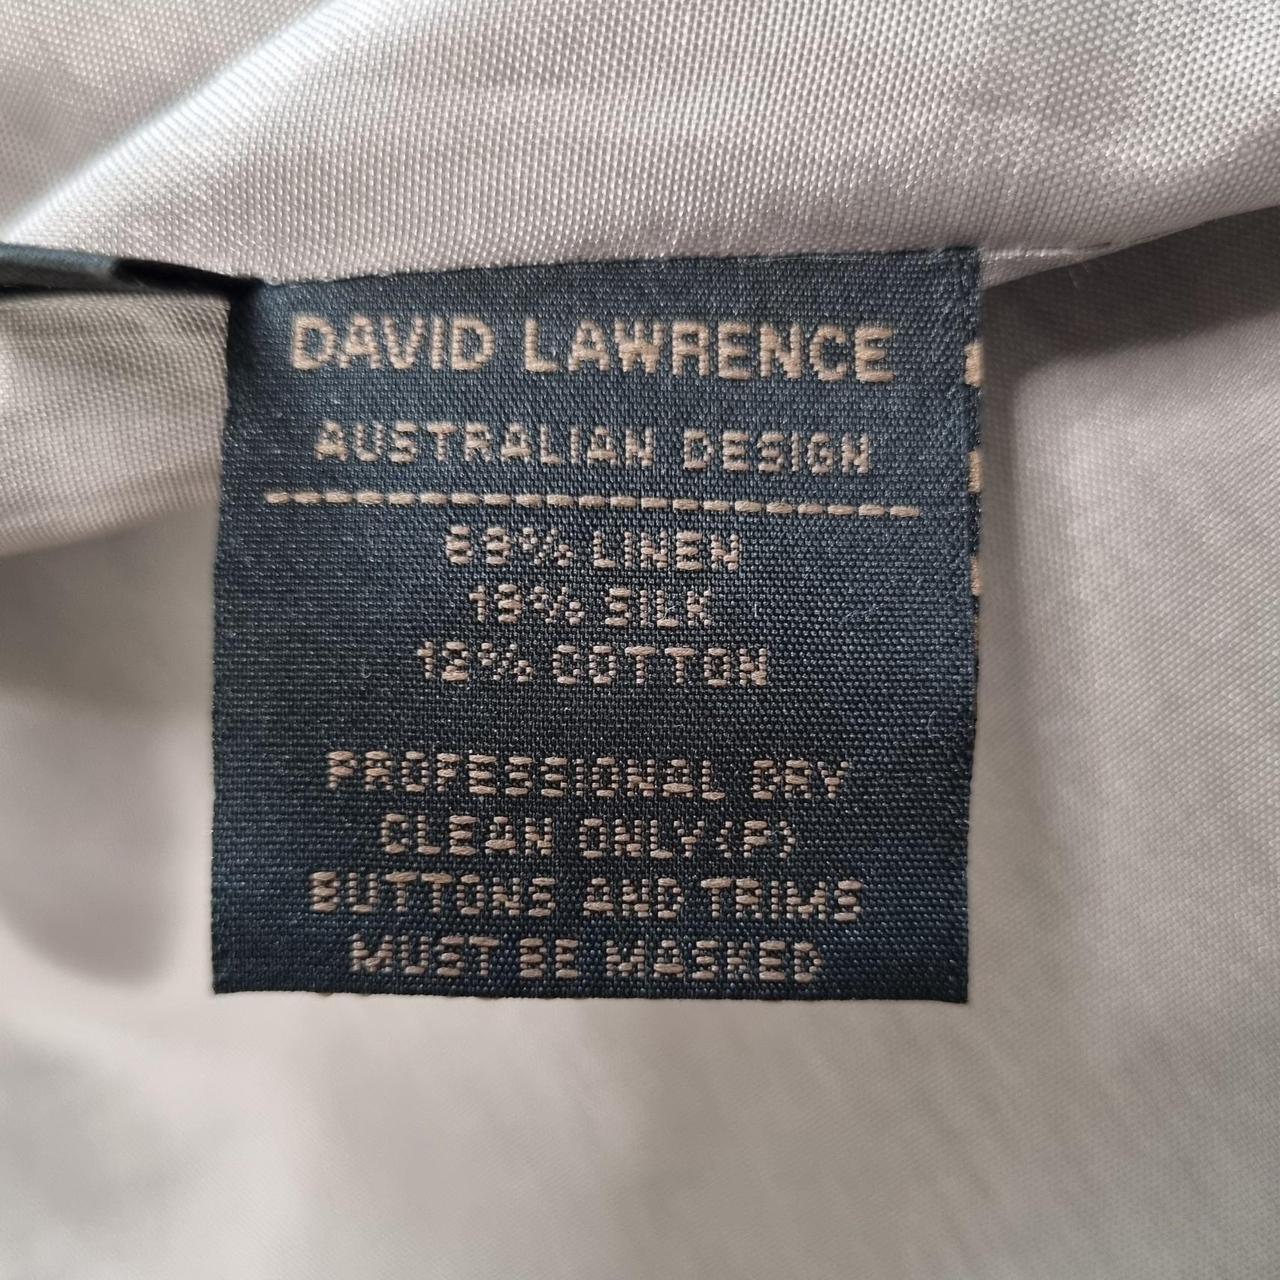 DAVID LAWRENCE
AUSTRALIAN DESIGN
69% LINEN
19% SILK
12% COTTON
PROFESSIONAL DRY
CLEAN ONLY(P)
BUTTONS AND TRIMS
MUST BE MASKED